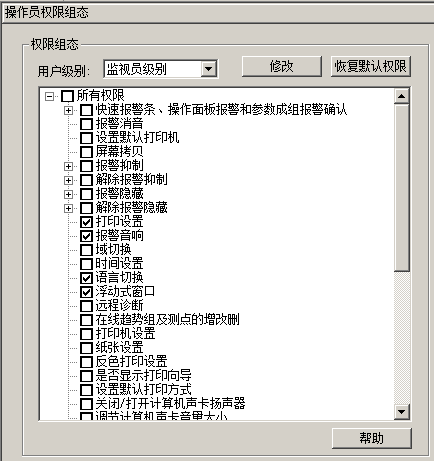 操作员权限组态
权限组态
用户级别: 监视员级别 修改 恢复默认权限
所有权限
快速报警条、操作面板报警和参数成组报警确认
报警消音
设置默认打印机
屏幕拷贝
报警抑制
解除报警抑制
报警隐藏
解除报警隐藏
打印设置
报警音响
域切换
时间设置
语言切换
浮动式窗口
远程诊断
在线趋势组及测点的增改删
打印机设置
纸张设置
反色打印设置
是否显示打印向导
设置默认打印方式
关闭/打开计算机声卡扬声器
调节计算机声卡音量大小
帮助